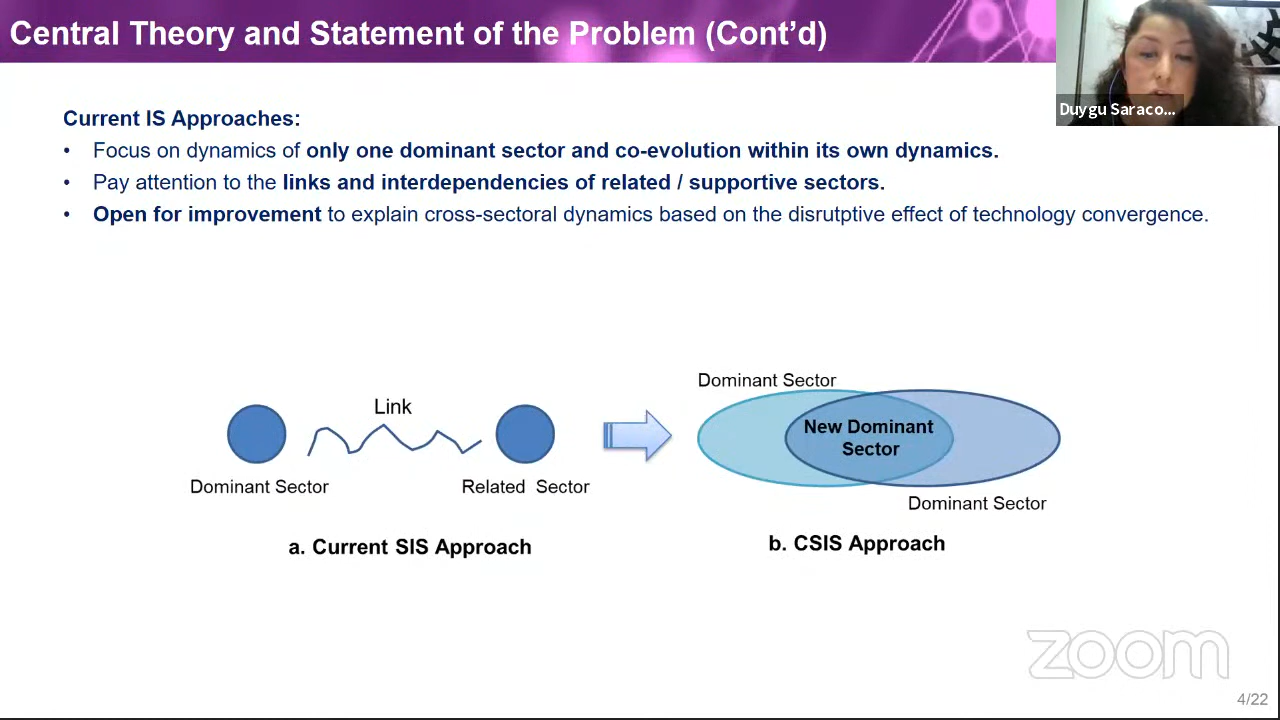 Central Theory and Statement of the Problem (Cont'd)
Duygu Saraco...
Current IS Approaches:
• Focus on dynamics of only one dominant sector and co-evolution within its own dynamics.
• Pay attention to the links and interdependencies of related / supportive sectors.
• Open for improvement to explain cross-sectoral dynamics based on the disrutptive effect of technology convergence.
Dominant Sector
Link
New Dominant
Sector
Dominant Sector
Related Sector
Dominant Sector
a. Current SIS Approach
b. CSIS Approach
zoom
4/22